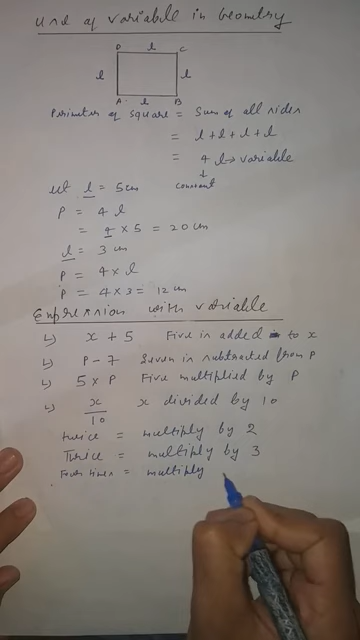 Use of variable in Geometry
D l C
l l
A l B
Perimeter of square = Sum of all sides
= l + l + l + l
= 4 l → variable
↓
constant
Let l = 5 cm
P = 4 l
= 4 × 5 = 20 cm
l = 3 cm
P = 4 × l
P = 4 × 3 = 12 cm
Expression with variable
↳ x + 5 Five is added to x
↳ P - 7 Seven is subtracted from P
↳ 5 × P Five multiplied by P
↳ x/10 x divided by 10
twice = multiply by 2
Thrice = multiply by 3
Four times = multiply